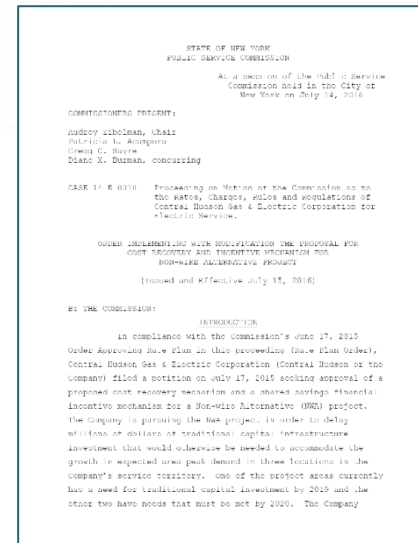 STATE OF NEW YORK
PUBLIC SERVICE COMMISSION
At a session of the Public Service
Commission held in the City of
New York on July 14, 2016
COMMISSIONERS PRESENT:
Audrey Zibelman, Chair
Patricia L. Acampora
Gregg C. Sayre
Diane X. Burman, concurring
CASE 14-E-0318 Proceeding on Motion of the Commission as to
the Rates, Charges, Rules and Regulations of
Central Hudson Gas & Electric Corporation for
Electric Service.
ORDER IMPLEMENTING WITH MODIFICATION THE PROPOSAL FOR
COST RECOVERY AND INCENTIVE MECHANISM FOR
NON-WIRE ALTERNATIVE PROJECT
(Issued and Effective July 15, 2016)
BY THE COMMISSION:
INTRODUCTION
In compliance with the Commission's June 17, 2015
Order Approving Rate Plan in this proceeding (Rate Plan Order),
Central Hudson Gas & Electric Corporation (Central Hudson or the
Company) filed a petition on July 17, 2015 seeking approval of a
proposed cost recovery mechanism and a shared savings financial
incentive mechanism for a Non-wire Alternative (NWA) project.
The Company is pursuing the NWA project in order to delay
millions of dollars of traditional capital infrastructure
investment that would otherwise be needed to accommodate the
growth in expected area peak demand in three locations in the
Company's service territory. One of the project areas currently
has a need for traditional capital investment by 2019 and the
other two have needs that must be met by 2020. The Company